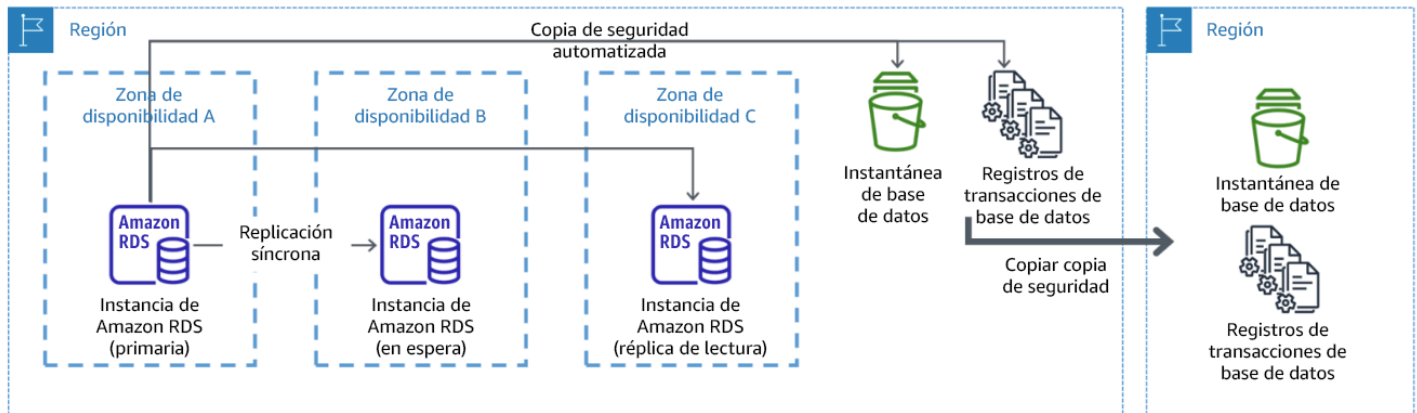 Región
Copia de seguridad
automatizada
Región
Zona de
disponibilidad A
Zona de
disponibilidad B
Zona de
disponibilidad C
Instantánea
de base
de datos
Registros de
transacciones de
base de datos
Instantánea de
base de datos
Amazon
RDS
Replicación
síncrona
Amazon
RDS
Amazon
RDS
Copiar copia
de seguridad
Instancia de
Amazon RDS
(primaria)
Instancia de
Amazon RDS
(en espera)
Instancia de
Amazon RDS
(réplica de lectura)
Registros de
transacciones de
base de datos